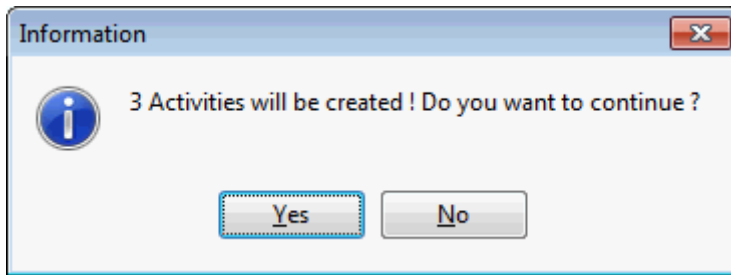 Information
3 Activities will be created ! Do you want to continue ?
Yes
No